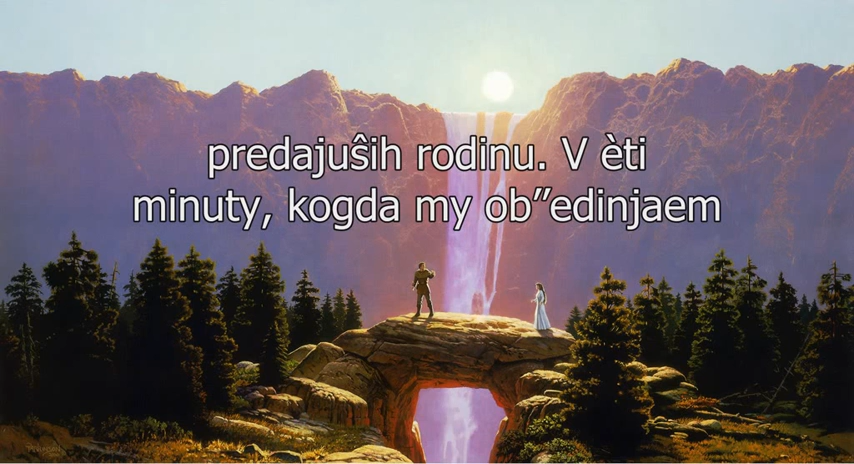 predajuŝih rodinu. V èti
minuty, kogda my ob”edinjaem